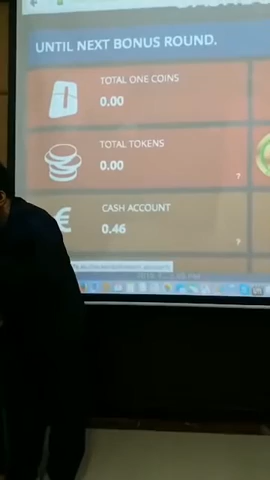 UNTIL NEXT BONUS ROUND.
TOTAL ONE COINS
0.00
TOTAL TOKENS
0.00
?
CASH ACCOUNT
0.46
?